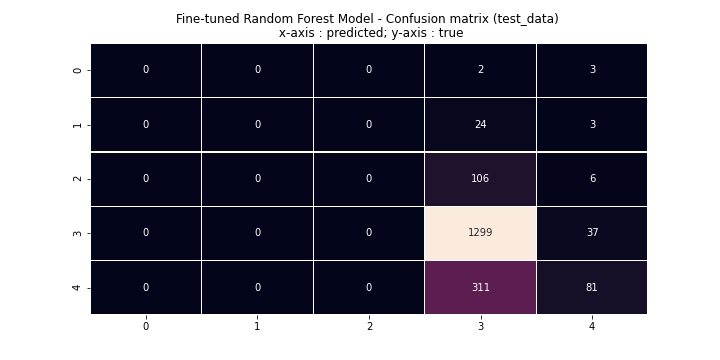 Fine-tuned Random Forest Model - Confusion matrix (test_data)
x-axis : predicted; y-axis : true
0 0 0 0 2 3
1 0 0 0 24 3
2 0 0 0 106 6
3 0 0 0 1299 37
4 0 0 0 311 81
0 1 2 3 4